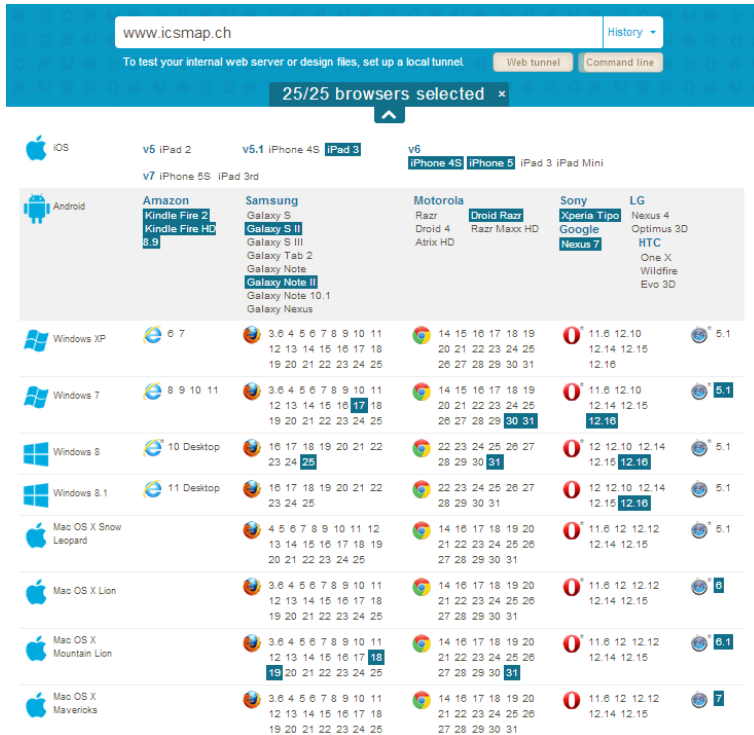 www.icsmap.ch History
To test your internal web server or design files, set up a local tunnel. Web tunnel Command line
25/25 browsers selected ×
iOS
v5 iPad 2
v5.1 iPhone 4S iPad 3
v6
iPhone 4S iPhone 5 iPad 3 iPad Mini
v7 iPhone 5S iPad 3rd
Android
Amazon
Kindle Fire 2
Kindle Fire HD
8.9
Samsung
Galaxy S
Galaxy S II
Galaxy S III
Galaxy Tab 2
Galaxy Note
Galaxy Note II
Galaxy Note 10.1
Galaxy Nexus
Motorola
Razr Droid Razr
Droid 4 Razr Maxx HD
Atrix HD
Sony
Xperia Tipo
Google
Nexus 7
LG
Nexus 4
Optimus 3D
HTC
One X
Wildfire
Evo 3D
Windows XP
6 7
3.6 4 5 6 7 8 9 10 11
12 13 14 15 16 17 18
19 20 21 22 23 24 25
14 15 16 17 18 19
20 21 22 23 24 25
26 27 28 29 30 31
11.6 12.10
12.14 12.15
12.16
5.1
Windows 7
8 9 10 11
3.6 4 5 6 7 8 9 10 11
12 13 14 15 16 17 18
19 20 21 22 23 24 25
14 15 16 17 18 19
20 21 22 23 24 25
26 27 28 29 30 31
11.6 12.10
12.14 12.15
12.16
5.1
Windows 8
10 Desktop
16 17 18 19 20 21 22
23 24 25
22 23 24 25 26 27
28 29 30 31
12 12.10 12.14
12.15 12.16
5.1
Windows 8.1
11 Desktop
16 17 18 19 20 21 22
23 24 25
22 23 24 25 26 27
28 29 30 31
12 12.10 12.14
12.15 12.16
5.1
Mac OS X Snow
Leopard
4 5 6 7 8 9 10 11 12
13 14 15 16 17 18 19
20 21 22 23 24 25
14 16 17 18 19 20
21 22 23 24 25 26
27 28 29 30 31
11.6 12 12.12
12.14 12.15
5.1
Mac OS X Lion
3.6 4 5 6 7 8 9 10 11
12 13 14 15 16 17 18
19 20 21 22 23 24 25
14 16 17 18 19 20
21 22 23 24 25 26
27 28 29 30 31
11.6 12 12.12
12.14 12.15
6
Mac OS X
Mountain Lion
3.6 4 5 6 7 8 9 10 11
12 13 14 15 16 17 18
19 20 21 22 23 24 25
14 16 17 18 19 20
21 22 23 24 25 26
27 28 29 30 31
11.6 12 12.12
12.14 12.15
6.1
Mac OS X
Mavericks
3.6 4 5 6 7 8 9 10 11
12 13 14 15 16 17 18
19 20 21 22 23 24 25
14 16 17 18 19 20
21 22 23 24 25 26
27 28 29 30 31
11.6 12 12.12
12.14 12.15
7